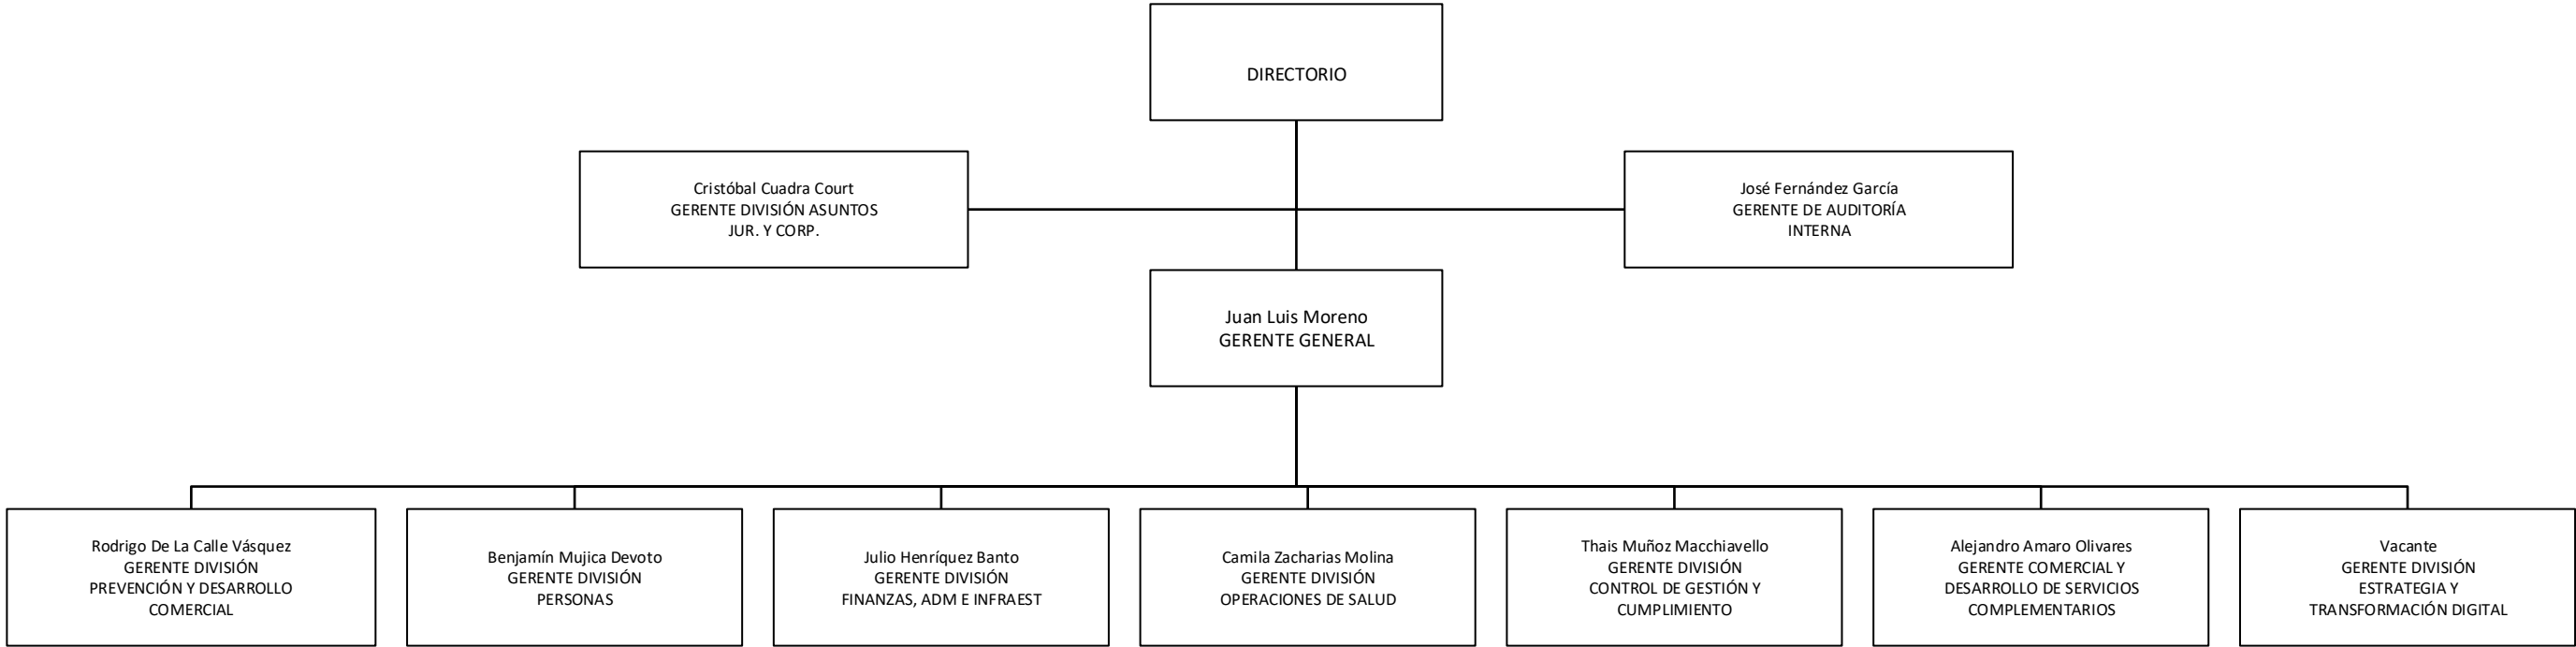 DIRECTORIO
Cristóbal Cuadra Court
GERENTE DIVISIÓN ASUNTOS
JUR. Y CORP.
José Fernández García
GERENTE DE AUDITORÍA
INTERNA
Juan Luis Moreno
GERENTE GENERAL
Rodrigo De La Calle Vásquez
GERENTE DIVISIÓN
PREVENCIÓN Y DESARROLLO
COMERCIAL
Benjamín Mujica Devoto
GERENTE DIVISIÓN
PERSONAS
Julio Henríquez Banto
GERENTE DIVISIÓN
FINANZAS, ADM E INFRAEST
Camila Zacharias Molina
GERENTE DIVISIÓN
OPERACIONES DE SALUD
Thais Muñoz Macchiavello
GERENTE DIVISIÓN
CONTROL DE GESTIÓN Y
CUMPLIMIENTO
Alejandro Amaro Olivares
GERENTE COMERCIAL Y
DESARROLLO DE SERVICIOS
COMPLEMENTARIOS
Vacante
GERENTE DIVISIÓN
ESTRATEGIA Y
TRANSFORMACIÓN DIGITAL